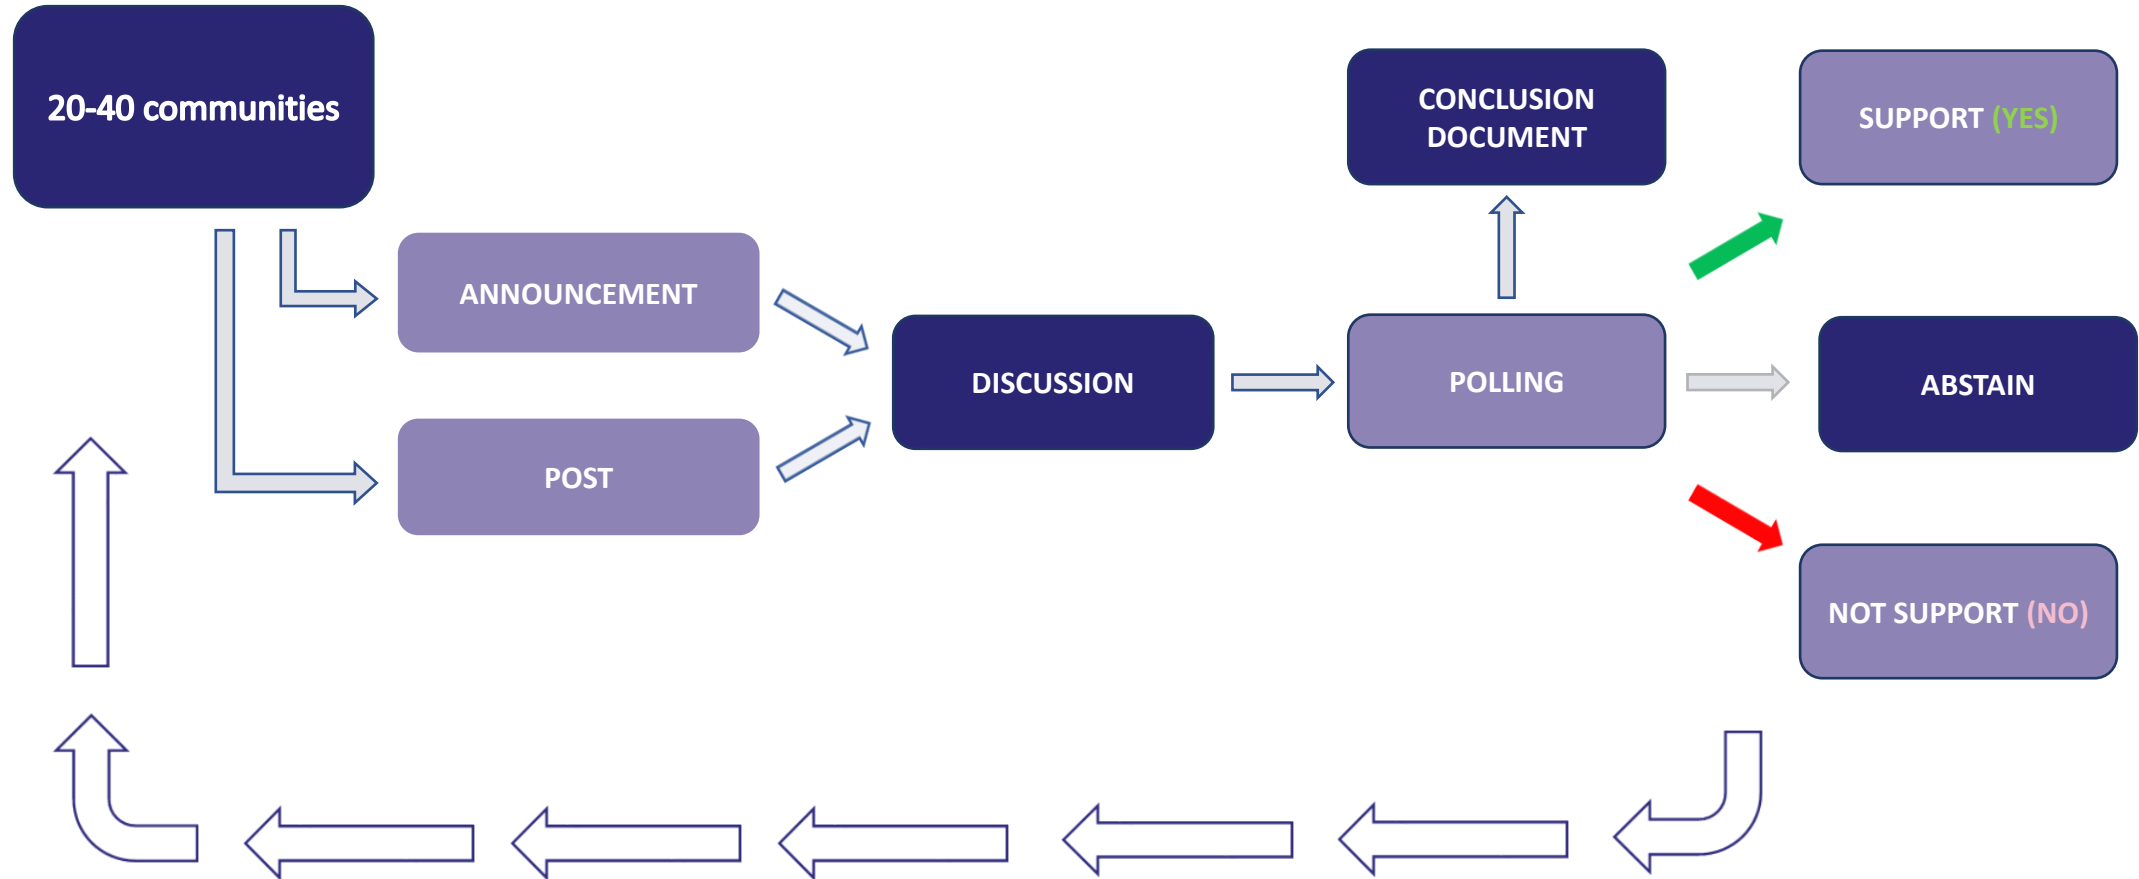 20-40 communities
ANNOUNCEMENT
POST
DISCUSSION
CONCLUSION
DOCUMENT
POLLING
SUPPORT (YES)
ABSTAIN
NOT SUPPORT (NO)